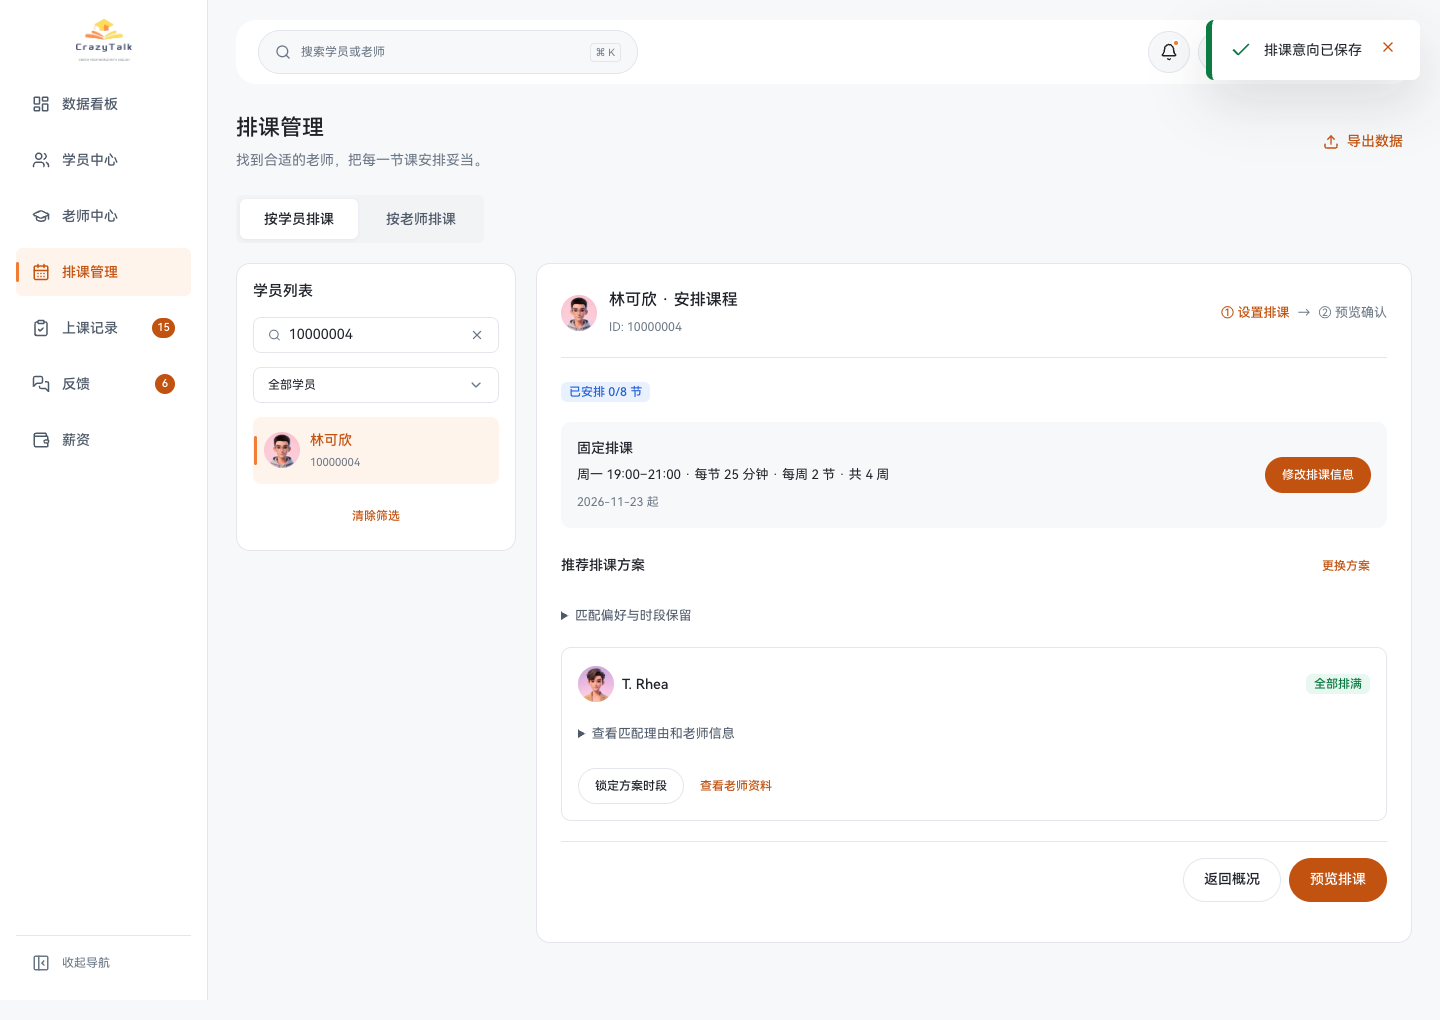 CrazyTalk
数据看板
学员中心
老师中心
排课管理
上课记录 15
反馈 6
薪资
收起导航
搜索学员或老师 ⌘ K
排课意向已保存
排课管理
找到合适的老师，把每一节课安排妥当。
导出数据
按学员排课 按老师排课
学员列表
10000004
全部学员
林可欣
10000004
清除筛选
林可欣 · 安排课程
ID: 10000004
① 设置排课 → ② 预览确认
已安排 0/8 节
固定排课
周一 19:00–21:00 · 每节 25 分钟 · 每周 2 节 · 共 4 周
2026-11-23 起
修改排课信息
推荐排课方案
更换方案
匹配偏好与时段保留
T. Rhea
全部排满
查看匹配理由和老师信息
锁定方案时段 查看老师资料
返回概况 预览排课